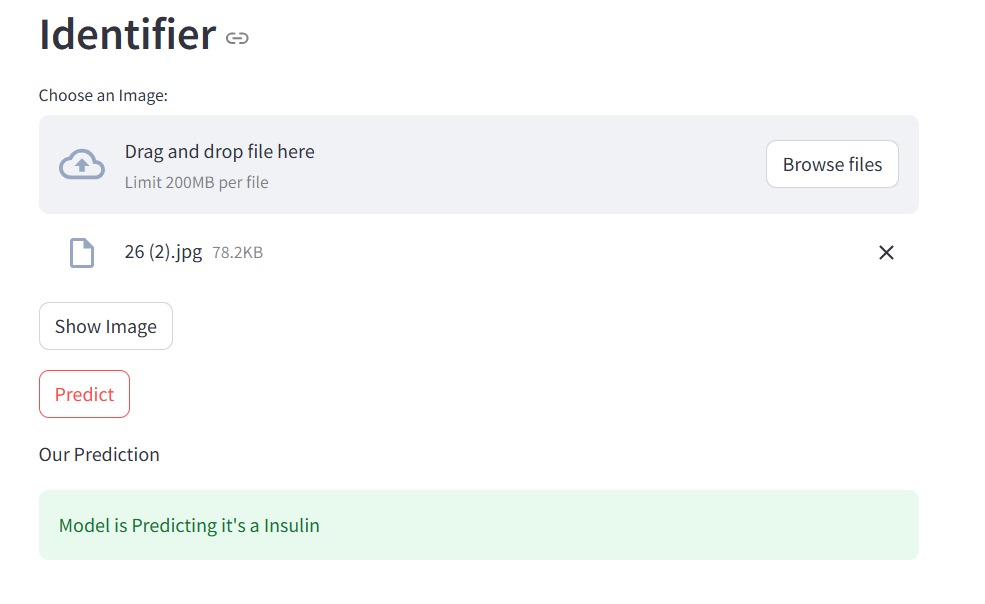 Identifier
Choose an Image:
Drag and drop file here
Limit 200MB per file
Browse files
26 (2).jpg 78.2KB
Show Image
Predict
Our Prediction
Model is Predicting it's a Insulin